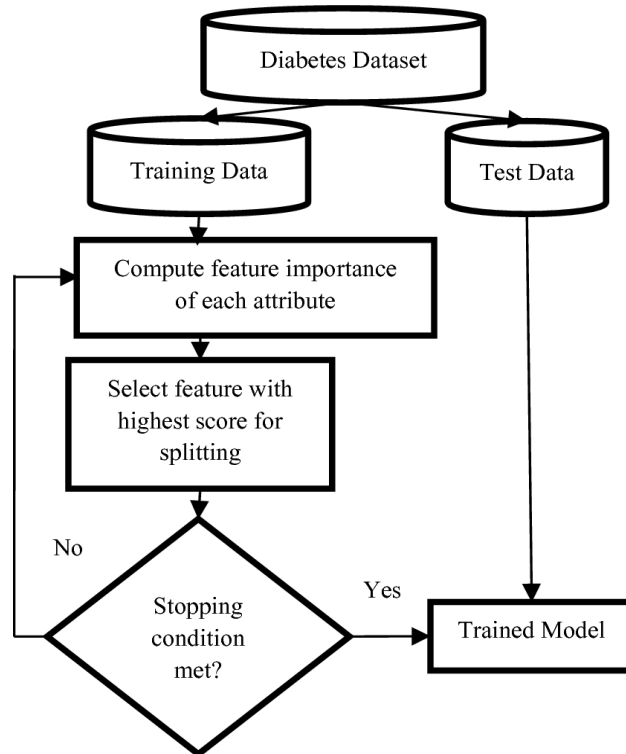 Diabetes Dataset
Training Data
Test Data
Compute feature importance
of each attribute
Select feature with
highest score for
splitting
No
Yes
Stopping
condition
met?
Trained Model